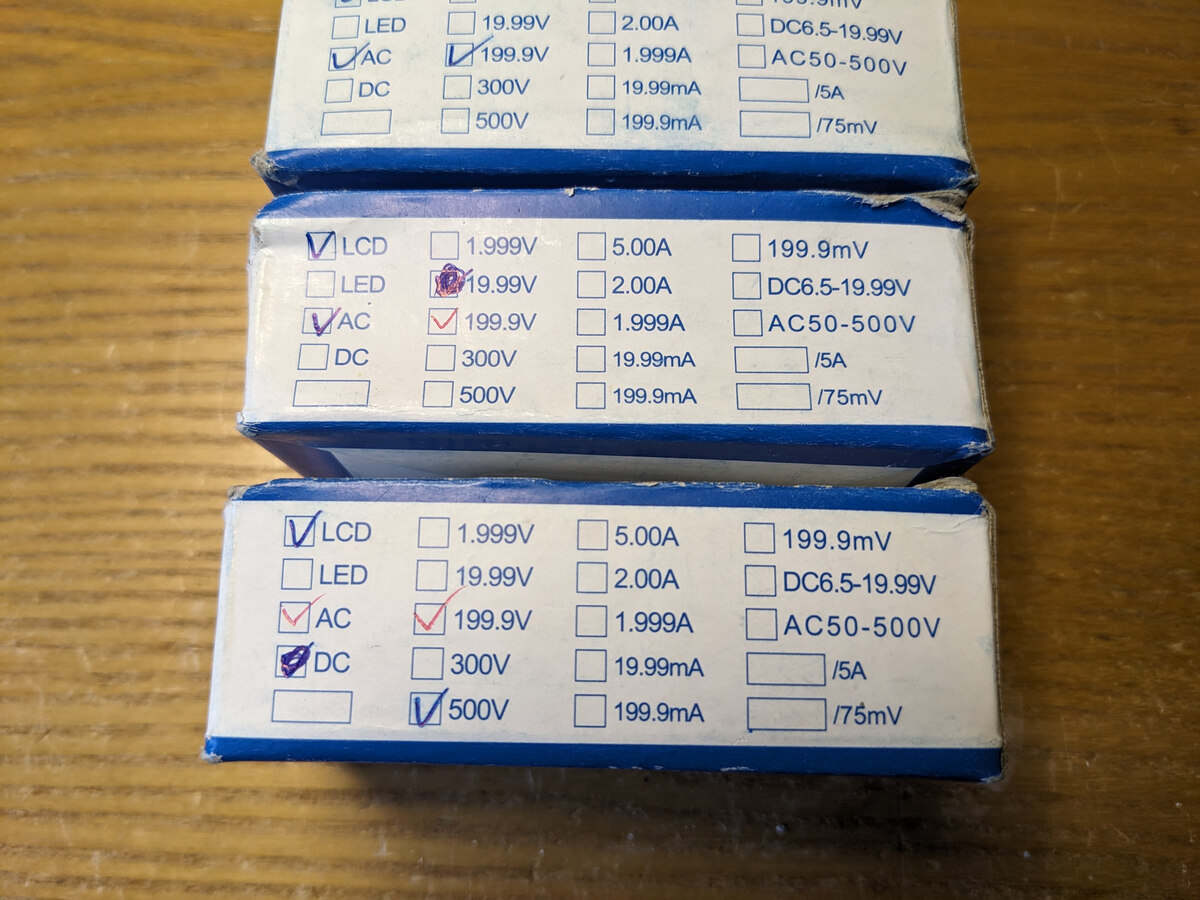 LED 19.99V 2.00A DC6.5-19.99V
AC 199.9V 1.999A AC50-500V
DC 300V 19.99mA /5A
500V 199.9mA /75mV
LCD 1.999V 5.00A 199.9mV
LED 19.99V 2.00A DC6.5-19.99V
AC 199.9V 1.999A AC50-500V
DC 300V 19.99mA /5A
500V 199.9mA /75mV
LCD 1.999V 5.00A 199.9mV
LED 19.99V 2.00A DC6.5-19.99V
AC 199.9V 1.999A AC50-500V
DC 300V 19.99mA /5A
500V 199.9mA /75mV